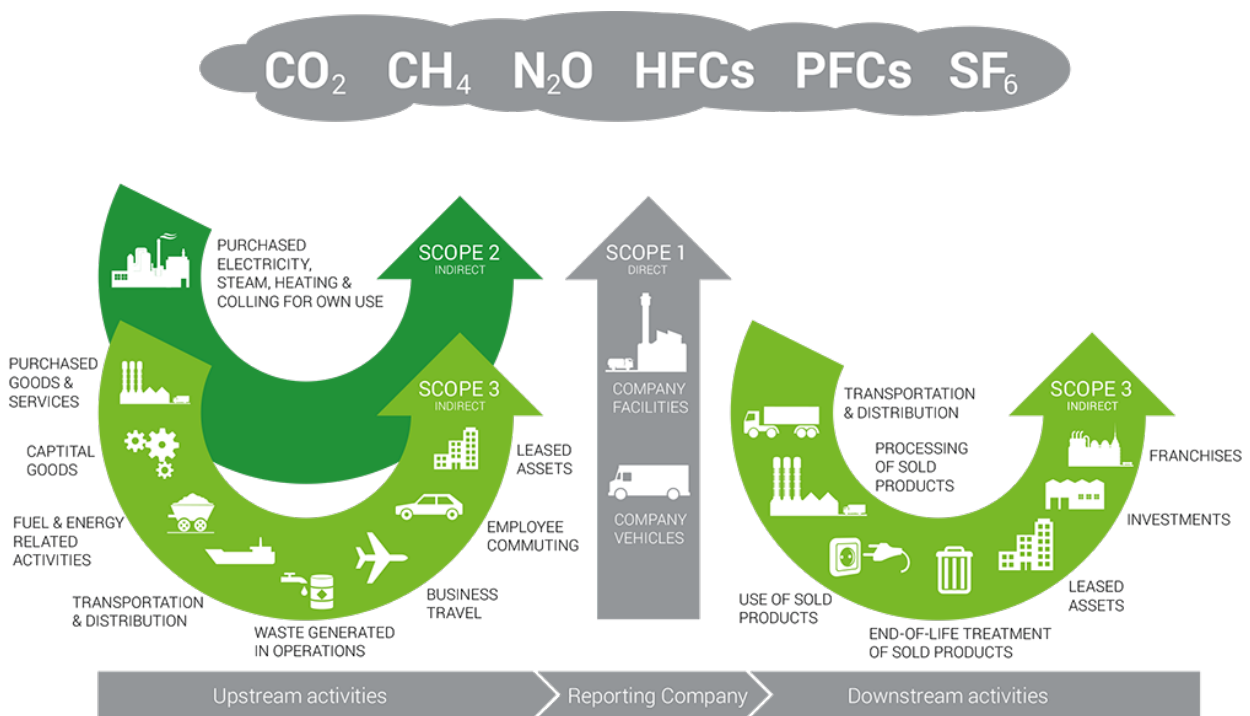 CO2 CH4 N2O HFCs PFCs SF6
PURCHASED
ELECTRICITY,
STEAM, HEATING &
COLLING FOR OWN USE
SCOPE 2
INDIRECT
SCOPE 1
DIRECT
COMPANY
FACILITIES
COMPANY
VEHICLES
PURCHASED
GOODS &
SERVICES
CAPTITAL
GOODS
FUEL & ENERGY
RELATED
ACTIVITIES
TRANSPORTATION
& DISTRIBUTION
WASTE GENERATED
IN OPERATIONS
BUSINESS
TRAVEL
EMPLOYEE
COMMUTING
LEASED
ASSETS
SCOPE 3
INDIRECT
TRANSPORTATION
& DISTRIBUTION
PROCESSING
OF SOLD
PRODUCTS
USE OF SOLD
PRODUCTS
END-OF-LIFE TREATMENT
OF SOLD PRODUCTS
LEASED
ASSETS
INVESTMENTS
FRANCHISES
SCOPE 3
INDIRECT
Upstream activities
Reporting Company
Downstream activities